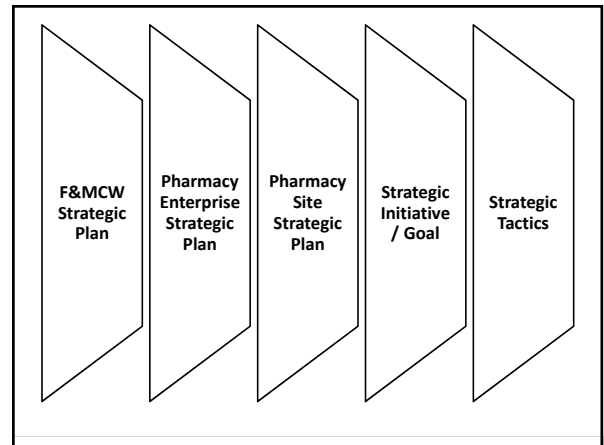 F&MCW
Strategic
Plan
Pharmacy
Enterprise
Strategic
Plan
Pharmacy
Site
Strategic
Plan
Strategic
Initiative
/ Goal
Strategic
Tactics